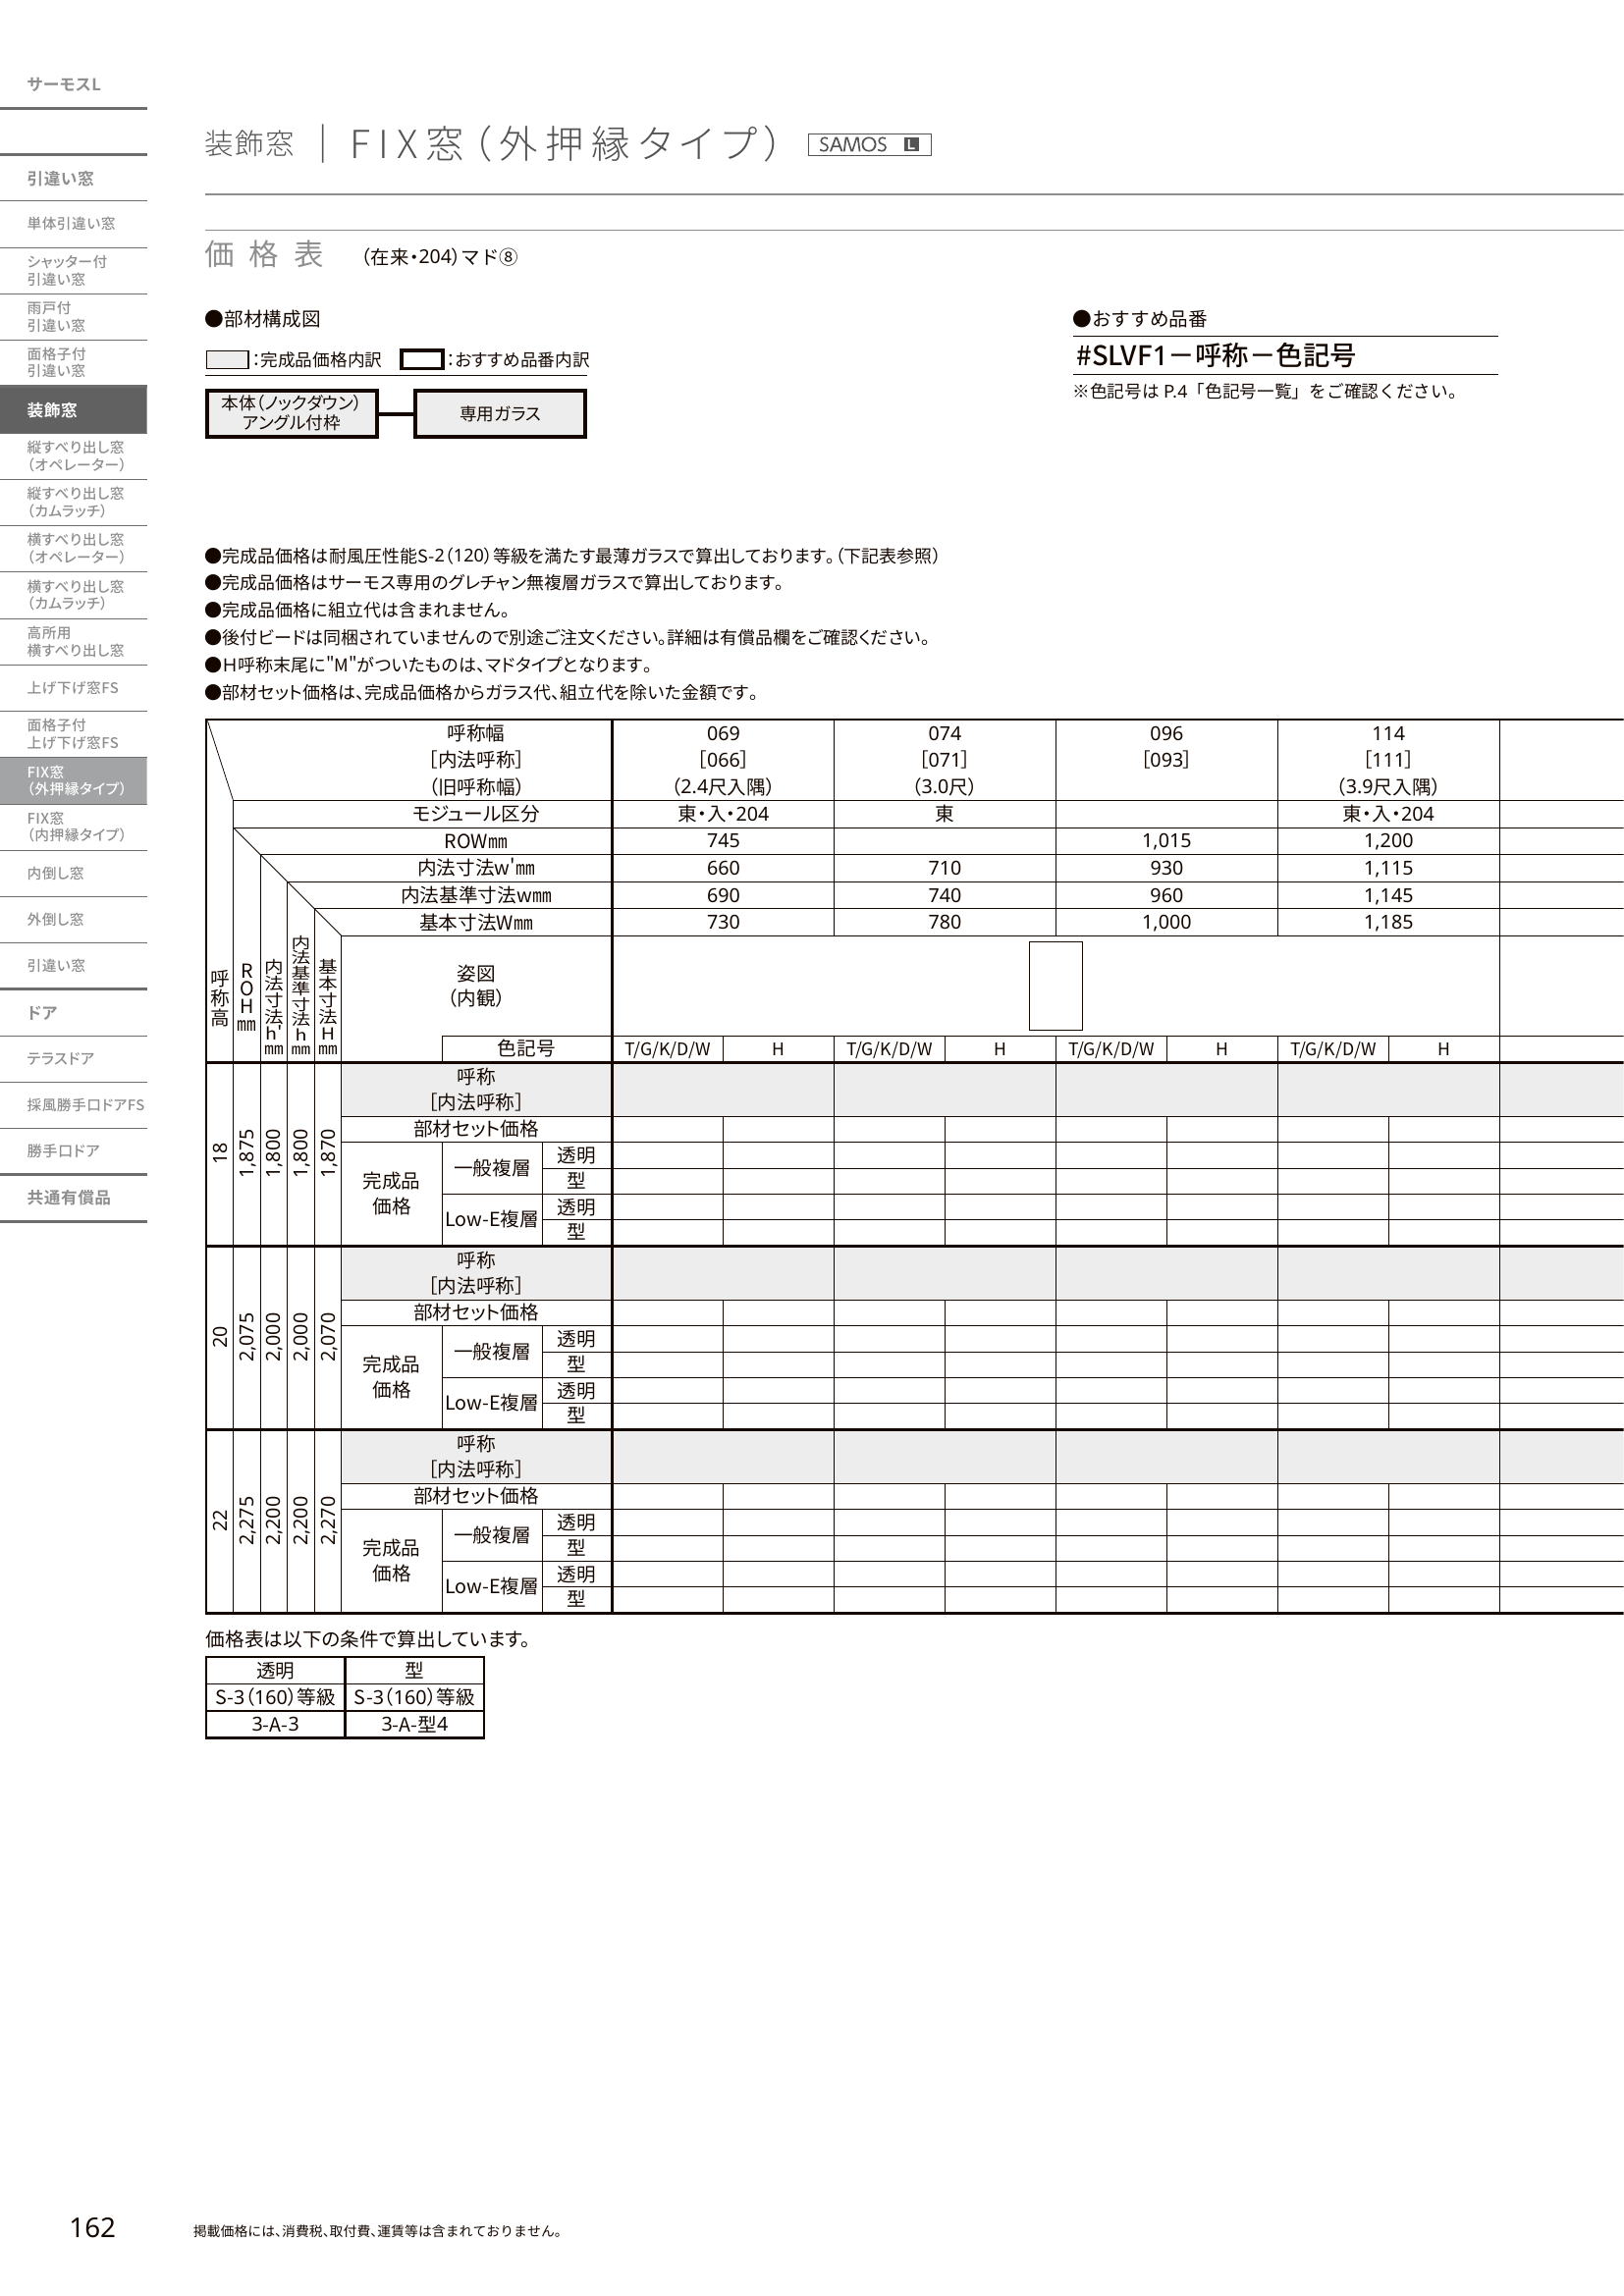 サーモスL
引違い窓
単体引違い窓
シャッター付
引違い窓
雨戸付
引違い窓
面格子付
引違い窓
装飾窓
縦すべり出し窓
（オペレーター）
縦すべり出し窓
（カムラッチ）
横すべり出し窓
（オペレーター）
横すべり出し窓
（カムラッチ）
高所用
横すべり出し窓
上げ下げ窓FS
面格子付
上げ下げ窓FS
FIX窓
（外押縁タイプ）
FIX窓
（内押縁タイプ）
内倒し窓
外倒し窓
引違い窓
ドア
テラスドア
採風勝手口ドアFS
勝手口ドア
共通有償品
装飾窓 FIX窓（外押縁タイプ） SAMOS L
価格表 （在来・204）マド⑧
●部材構成図
：完成品価格内訳 ：おすすめ品番内訳
本体（ノックダウン）
アングル付枠
専用ガラス
●おすすめ品番
#SLVF1－呼称－色記号
※色記号は P.4「色記号一覧」をご確認ください。
●完成品価格は耐風圧性能S-2（120）等級を満たす最薄ガラスで算出しております。（下記表参照）
●完成品価格はサーモス専用のグレチャン無複層ガラスで算出しております。
●完成品価格に組立代は含まれません。
●後付ビードは同梱されていませんので別途ご注文ください。詳細は有償品欄をご確認ください。
●H呼称末尾に"M"がついたものは、マドタイプとなります。
●部材セット価格は、完成品価格からガラス代、組立代を除いた金額です。
呼称幅 069 074 096 114
［内法呼称］ ［066］ ［071］ ［093］ ［111］
（旧呼称幅） （2.4尺入隅） （3.0尺） （3.9尺入隅）
モジュール区分 東・入・204 東 東・入・204
ROW㎜ 745 1,015 1,200
内法寸法w'㎜ 660 710 930 1,115
内法基準寸法w㎜ 690 740 960 1,145
基本寸法W㎜ 730 780 1,000 1,185
呼称高
ROH㎜
内法寸法h'㎜
内法基準寸法h㎜
基本寸法H㎜
姿図
（内観）
色記号 T/G/K/D/W H T/G/K/D/W H T/G/K/D/W H T/G/K/D/W H
18 1,875 1,800 1,800 1,870
呼称
［内法呼称］
部材セット価格
完成品
価格
一般複層 透明
型
Low-E複層 透明
型
20 2,075 2,000 2,000 2,070
呼称
［内法呼称］
部材セット価格
完成品
価格
一般複層 透明
型
Low-E複層 透明
型
22 2,275 2,200 2,200 2,270
呼称
［内法呼称］
部材セット価格
完成品
価格
一般複層 透明
型
Low-E複層 透明
型
価格表は以下の条件で算出しています。
透明 型
S-3（160）等級 S-3（160）等級
3-A-3 3-A-型4
162
掲載価格には、消費税、取付費、運賃等は含まれておりません。